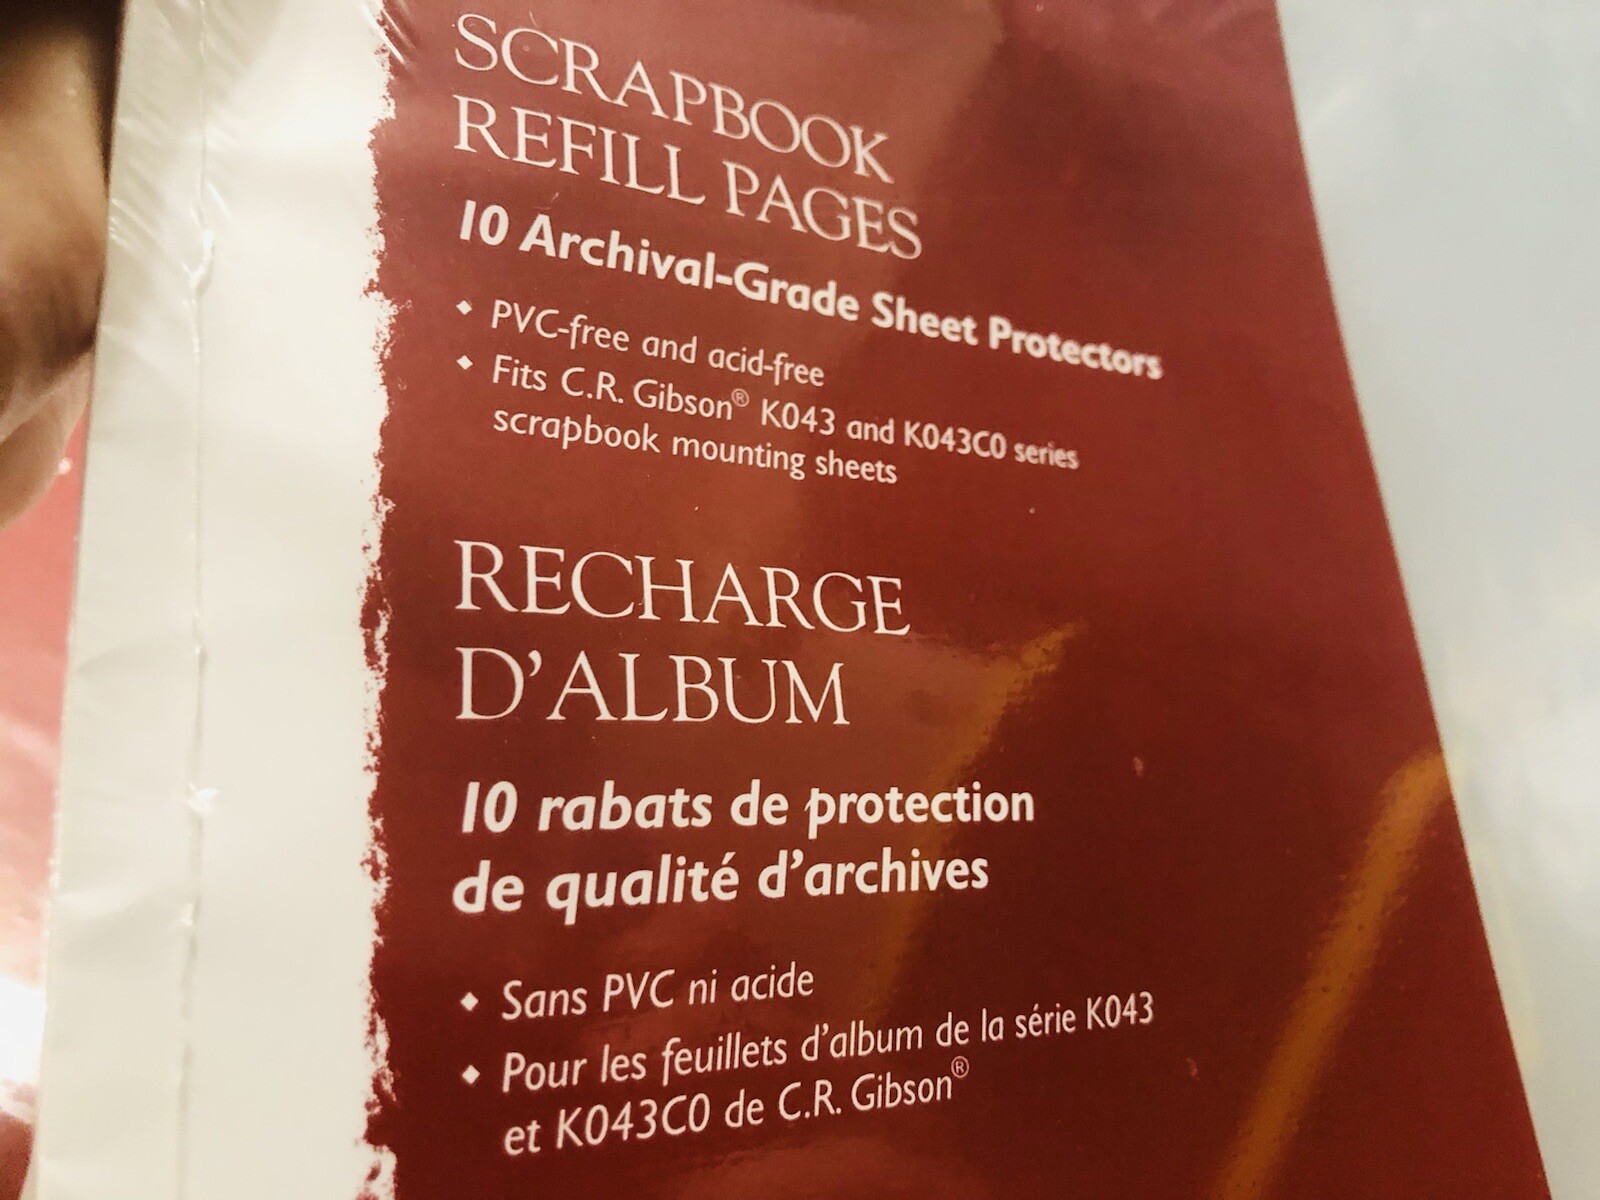 SCRAPBOOK
REFILL PAGES
10 Archival-Grade Sheet Protectors
◆ PVC-free and acid-free
◆ Fits C.R. Gibson® K043 and K043C0 series
scrapbook mounting sheets
RECHARGE
D’ALBUM
10 rabats de protection
de qualité d’archives
◆ Sans PVC ni acide
◆ Pour les feuillets d’album de la série K043
et K043C0 de C.R. Gibson®